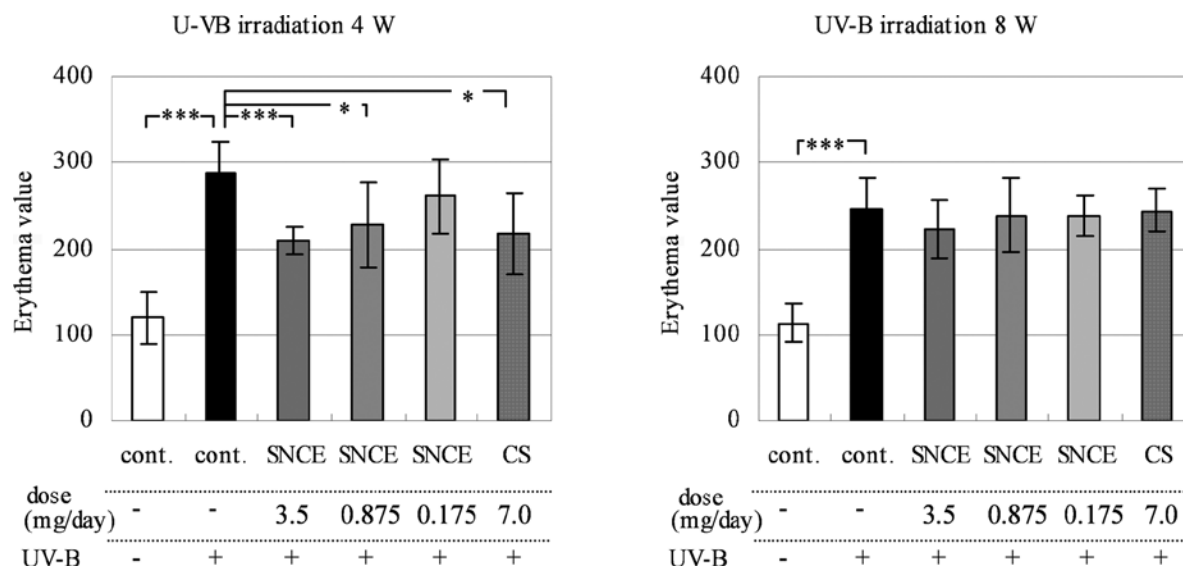 U-VB irradiation 4 W
Erythema value
400
300
200
100
0
***
***
*
*
cont. cont. SNCE SNCE SNCE CS
dose
(mg/day) - - 3.5 0.875 0.175 7.0
UV-B - + + + + +
UV-B irradiation 8 W
Erythema value
400
300
200
100
0
***
cont. cont. SNCE SNCE SNCE CS
dose
(mg/day) - - 3.5 0.875 0.175 7.0
UV-B - + + + + +